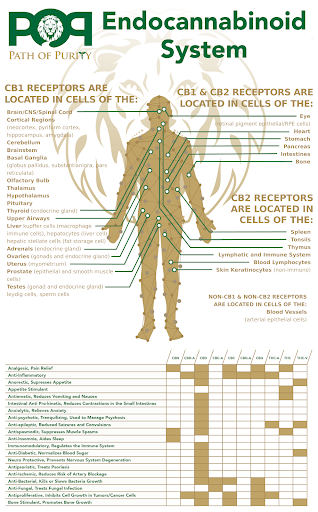 POP
PATH OF PURITY
Endocannabinoid
System
CB1 RECEPTORS ARE
LOCATED IN CELLS OF THE:
Brain/CNS/Spinal Cord
Cortical Regions
(neocortex, pyriform cortex,
hippocampus, amygdala)
Cerebellum
Brainstem
Basal Ganglia
(globus pallidus, substantia nigra, pars
reticulata)
Olfactory Bulb
Thalamus
Hypothalamus
Pituitary
Thyroid (endocrine gland)
Upper Airways
Liver kupffer cells (macrophage
immune cells), hepatocytes (liver cell)
hepatic stellate cells (fat storage cell)
Adrenals (endocrine gland)
Ovaries (gonads and endocrine gland)
Uterus (myometrium)
Prostate (epithelial and smooth muscle
cells)
Testes (gonad and endocrine gland)
leydig cells, sperm cells
CB1 & CB2 RECEPTORS ARE
LOCATED IN CELLS OF THE:
Eye
(retinal pigment epithelial/RPE cells)
Heart
Stomach
Pancreas
Intestines
Bone
CB2 RECEPTORS
ARE LOCATED IN
CELLS OF THE:
Spleen
Tonsils
Thymus
Lymphatic and Immune System
Blood Lymphocytes
Skin Keratinocytes (non-immune)
NON-CB1 & NON-CB2 RECEPTORS
ARE LOCATED IN CELLS OF THE:
Blood Vessels
(arterial epithelial cells)
CBN CBC-A CBD CBC CBG THC-A THC THC-V
Analgesic, Pain Relief
Anti-Inflammatory
Anorectic, Supresses Appetite
Appetite Stimulant
Antiemetic, Reduces Vomiting and Nausea
Intestinal Anti Pro-kinetic, Reduces Contractions in the Small Intestines
Anxiolytic, Relieves Anxiety
Anti-psychotic, Tranquilizing, Used to Manage Psychosis
Anti-epileptic, Reduced Seizures and Convulsions
Antispasmodic, Suppresses Muscle Spasms
Anti-Insomnia, Aides Sleep
Immunomodulatory, Regulates the Immune System
Anti-Diabetic, Normalizes Blood Sugar
Neuro Protective, Prevents Nervous System Degeneration
Antipsoriatic, Treats Psoriasis
Anti-ischemic, Reduces Risk of Artery Blockage
Anti-Bacterial, Kills or Slows Bacteria Growth
Anti-Fungal, Treats Fungal Infection
Antiproliferative, Inhibits Cell Growth in Tumors/Cancer Cells
Bone Stimulant, Promotes Bone Growth